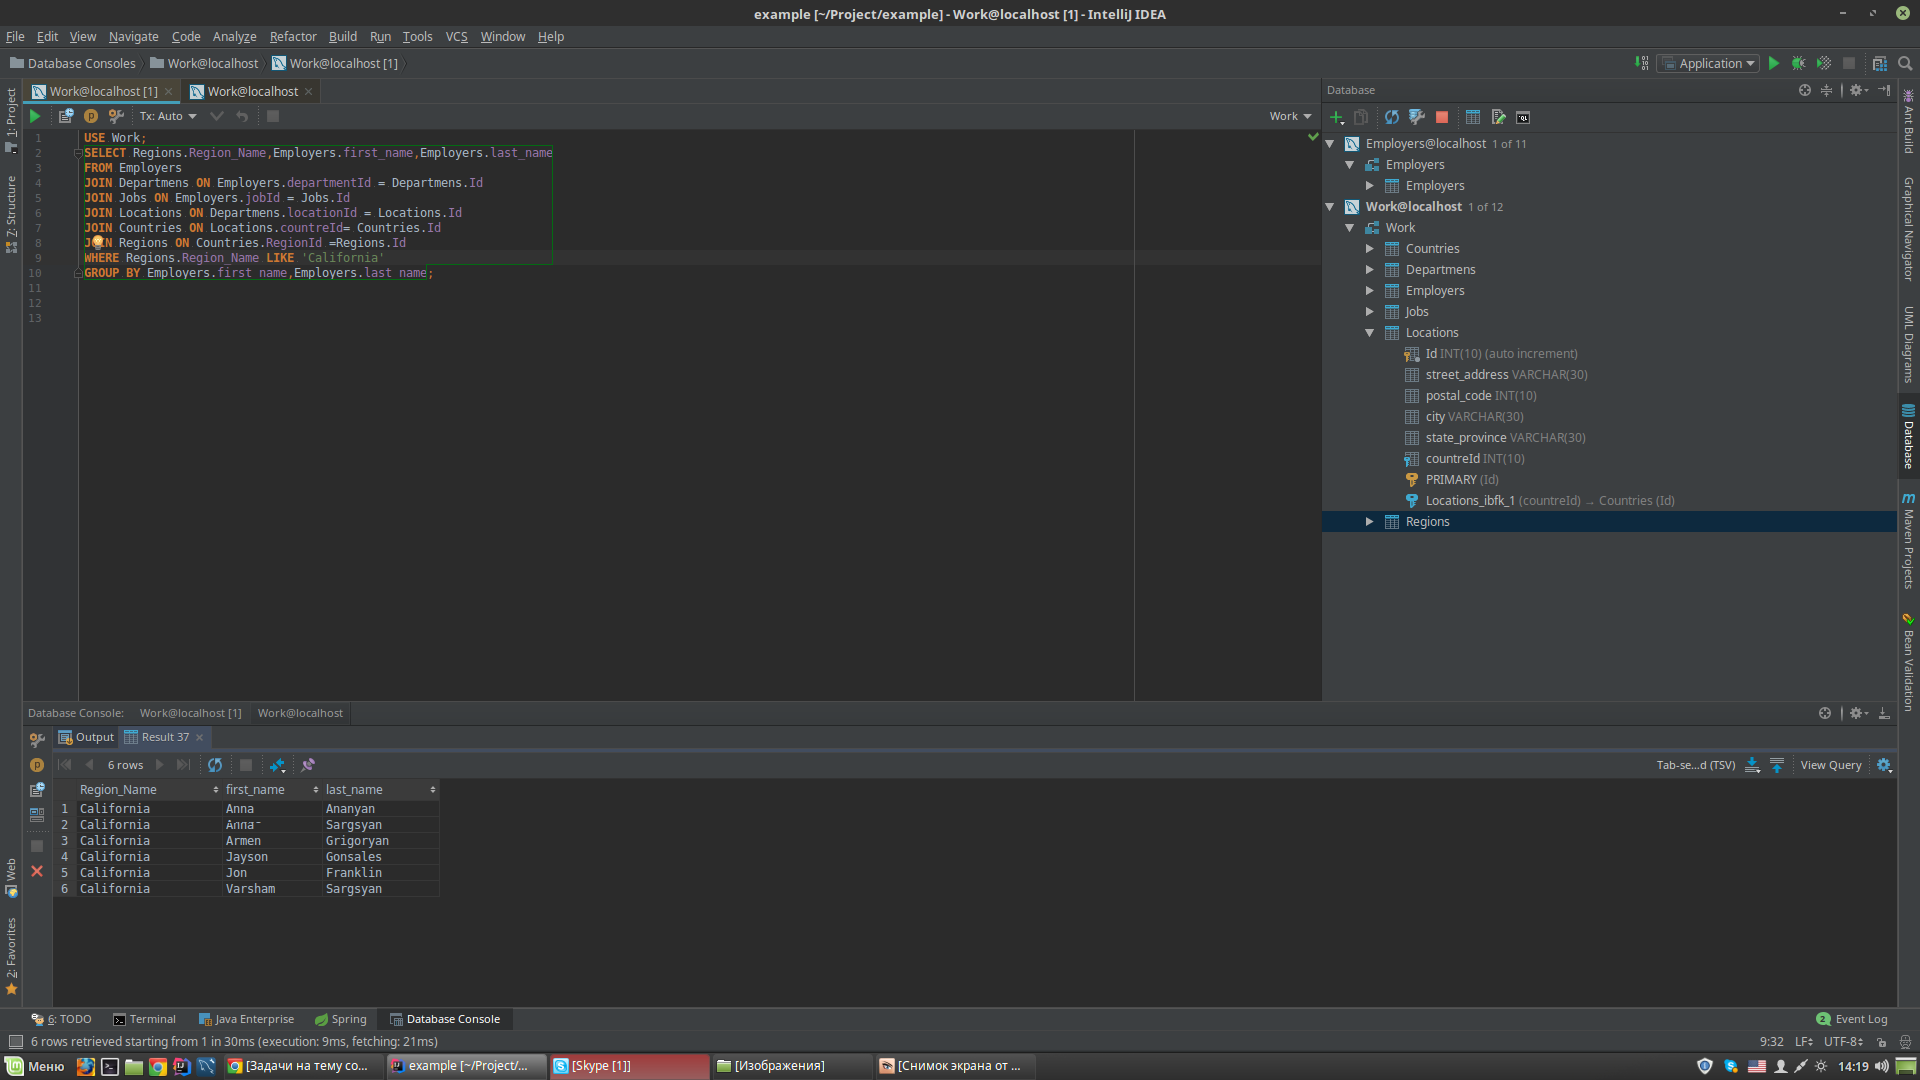 example [~/Project/example] - Work@localhost [1] - IntelliJ IDEA
File Edit View Navigate Code Analyze Refactor Build Run Tools VCS Window Help
Database Consoles Work@localhost Work@localhost [1]
Application
Work@localhost [1] Work@localhost
Tx: Auto
Work
1 USE Work;
2 SELECT Regions.Region_Name,Employers.first_name,Employers.last_name
3 FROM Employers
4 JOIN Departmens ON Employers.departmentId = Departmens.Id
5 JOIN Jobs ON Employers.jobId = Jobs.Id
6 JOIN Locations ON Departmens.locationId = Locations.Id
7 JOIN Countries ON Locations.countreId= Countries.Id
8 JOIN Regions ON Countries.RegionId =Regions.Id
9 WHERE Regions.Region_Name LIKE 'California'
10 GROUP BY Employers.first_name,Employers.last_name;
11
12
13
1: Project
7: Structure
Web
2: Favorites
Database
Employers@localhost 1 of 11
Employers
Employers
Work@localhost 1 of 12
Work
Countries
Departmens
Employers
Jobs
Locations
Id INT(10) (auto increment)
street_address VARCHAR(30)
postal_code INT(10)
city VARCHAR(30)
state_province VARCHAR(30)
countreId INT(10)
PRIMARY (Id)
Locations_ibfk_1 (countreId) → Countries (Id)
Regions
Ant Build
Graphical Navigator
UML Diagrams
Database
Maven Projects
Bean Validation
Database Console: Work@localhost [1] Work@localhost
Output Result 37
6 rows
Tab-se...d (TSV) View Query
Region_Name first_name last_name
1 California Anna Ananyan
2 California Anna Sargsyan
3 California Armen Grigoryan
4 California Jayson Gonsales
5 California Jon Franklin
6 California Varsham Sargsyan
6: TODO Terminal Java Enterprise Spring Database Console
2 Event Log
6 rows retrieved starting from 1 in 30ms (execution: 9ms, fetching: 21ms)
9:32 LF UTF-8
Меню [Задачи на тему со... example [~/Project/... [Skype [1]] [Изображения] [Снимок экрана от ...
14:19